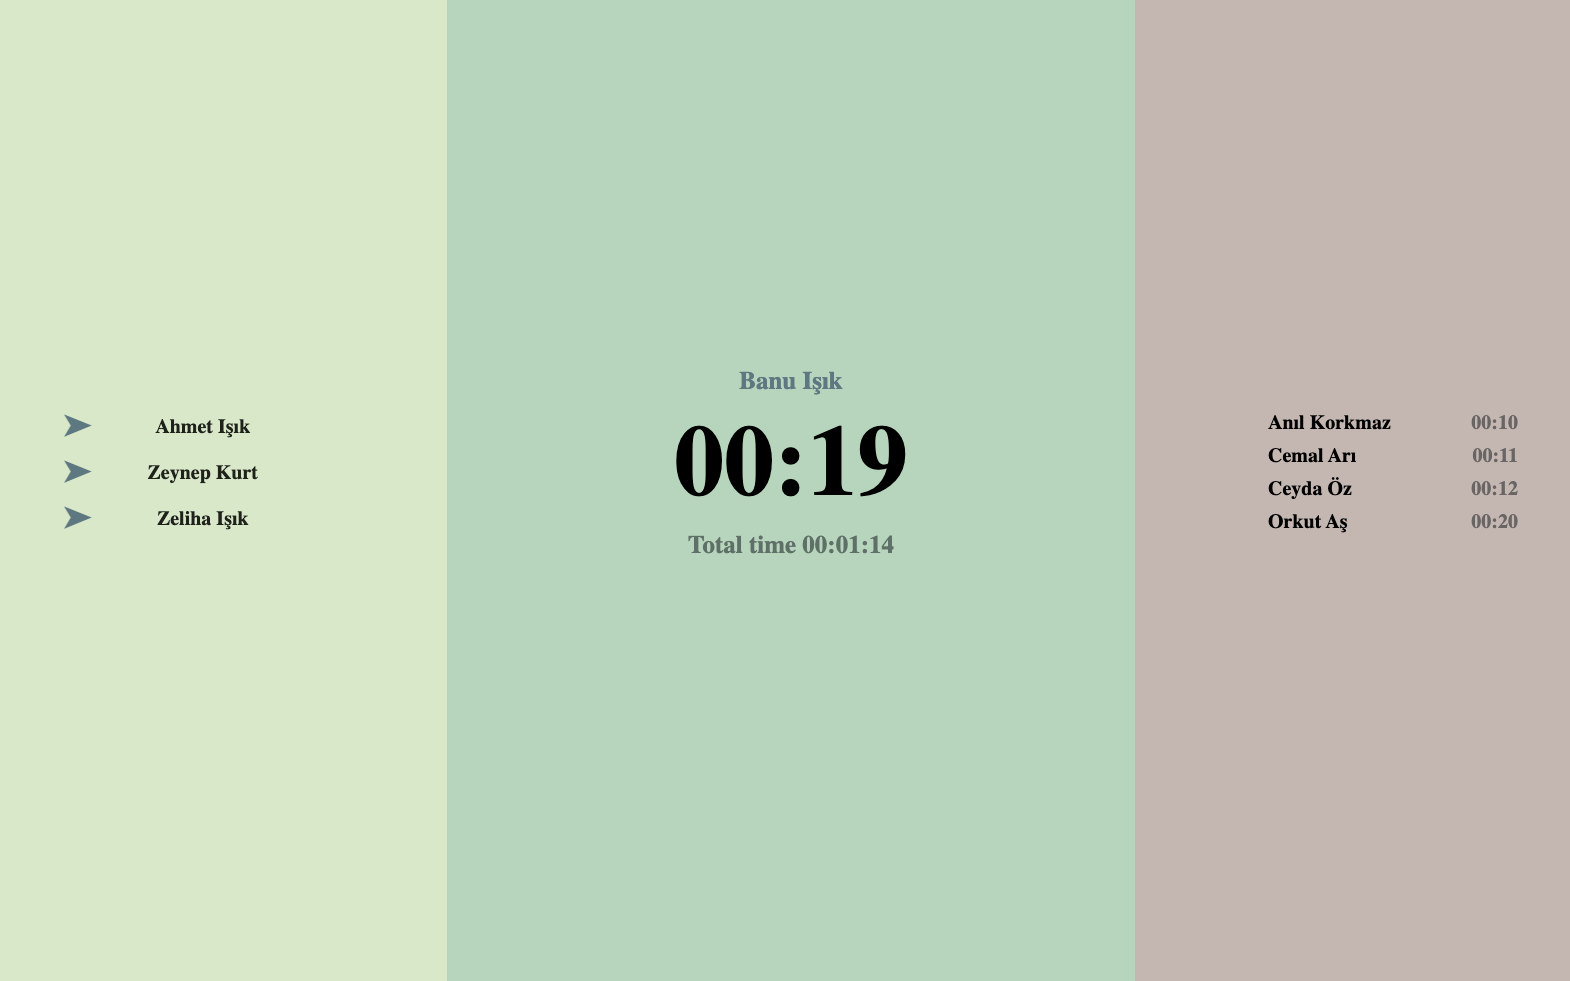 Ahmet Işık
Zeynep Kurt
Zeliha Işık
Banu Işık
00:19
Total time 00:01:14
Anıl Korkmaz 00:10
Cemal Arı 00:11
Ceyda Öz 00:12
Orkut Aş 00:20